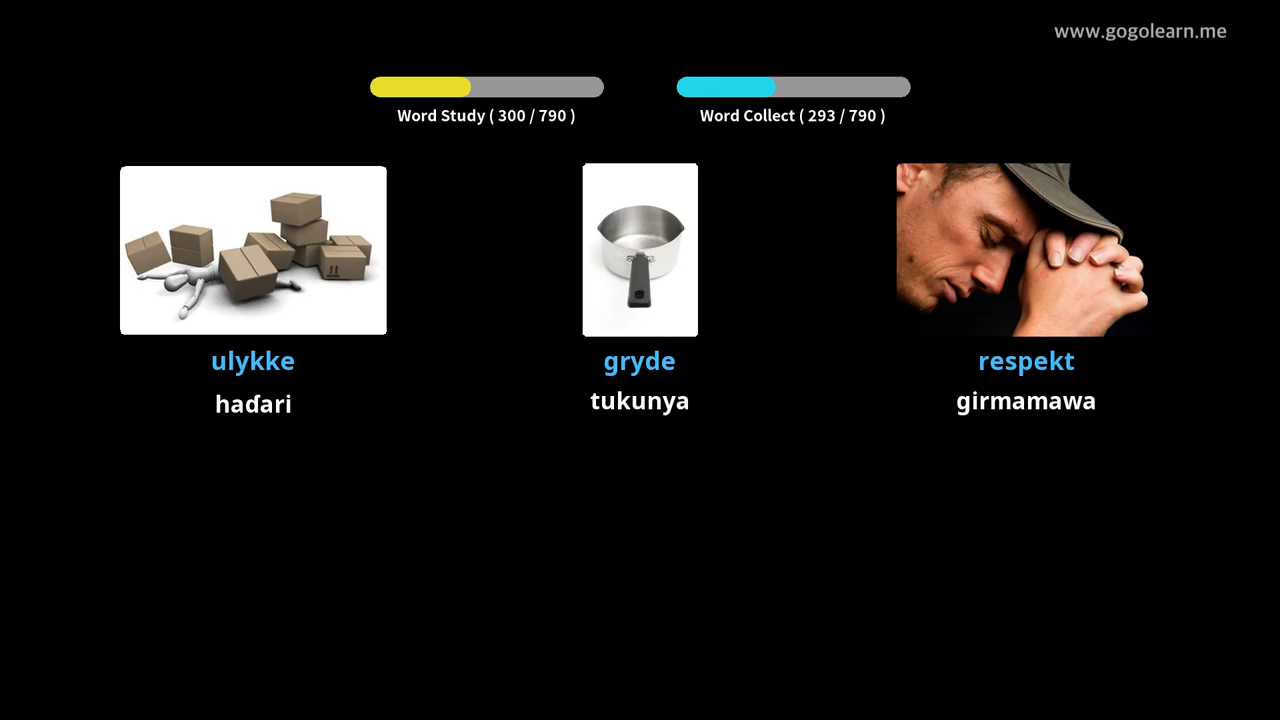 www.gogolearn.me
Word Study ( 300 / 790 )
Word Collect ( 293 / 790 )
ulykke
gryde
respekt
haɗari
tukunya
girmamawa